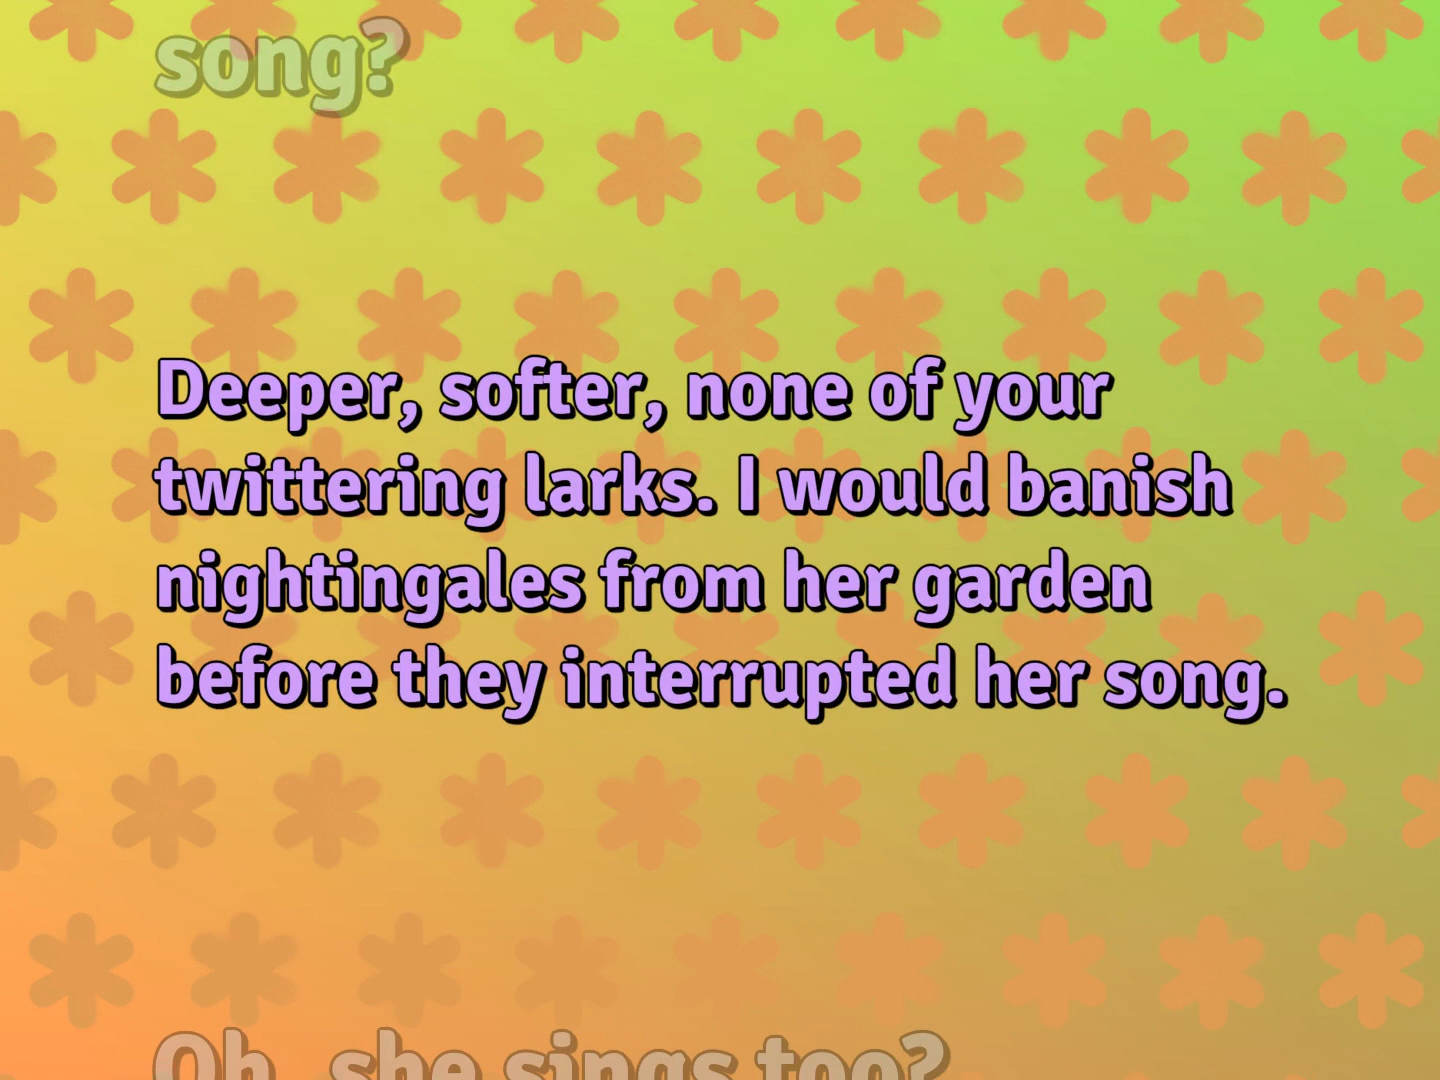 song?
Deeper, softer, none of your
twittering larks. I would banish
nightingales from her garden
before they interrupted her song.
Oh, she sings too?